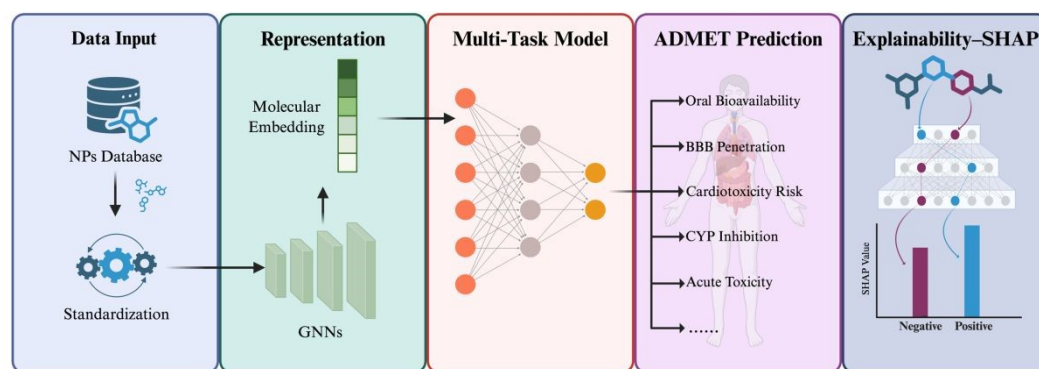 Data Input
NPs Database
Standardization
Representation
Molecular
Embedding
GNNs
Multi-Task Model
ADMET Prediction
Oral Bioavailability
BBB Penetration
Cardiotoxicity Risk
CYP Inhibition
Acute Toxicity
......
Explainability–SHAP
SHAP Value
Negative
Positive